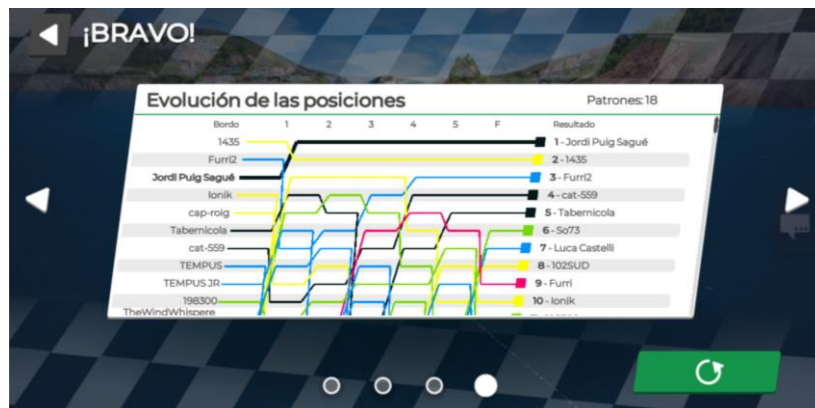 ¡BRAVO!
Evolución de las posiciones Patrones: 18
Bordo 1 2 3 4 5 F Resultado
1435 1 - Jordi Puig Sagué
Furri2 2 - 1435
Jordi Puig Sagué 3 - Furri2
Ionik 4 - cat-559
cap-roig 5 - Tabernicola
Tabernicola 6 - So73
cat-559 7 - Luca Castelli
TEMPUS 8 - 102SUD
TEMPUS JR 9 - Furri
198300 10 - Ionik
TheWindWhispere